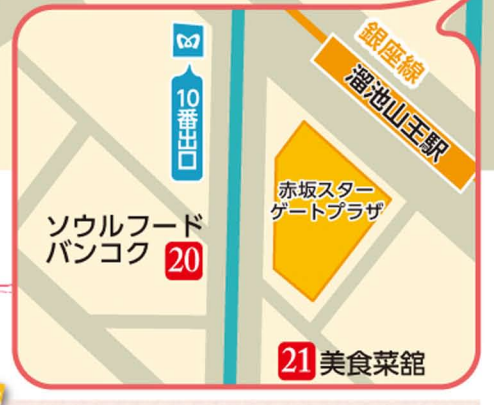 銀座線
溜池山王駅
10番出口
赤坂スター
ゲートプラザ
ソウルフード
バンコク 20
21 美食菜館